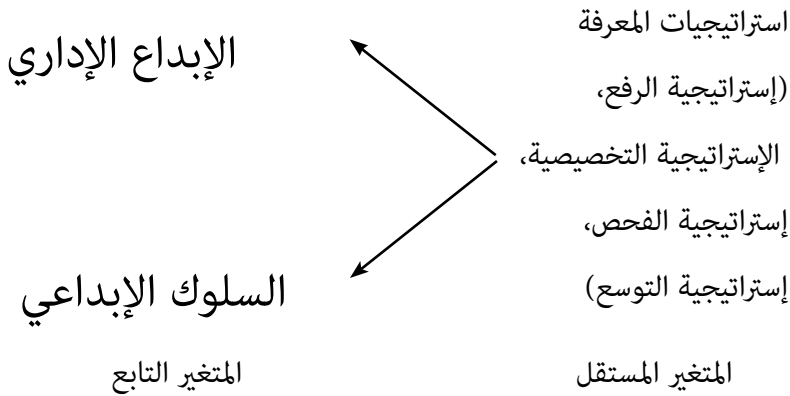 استراتيجيات المعرفة
(إستراتيجية الرفع،
الإستراتيجية التخصيصية،
إستراتيجية الفحص،
إستراتيجية التوسع)
المتغير المستقل
الإبداع الإداري
السلوك الإبداعي
المتغير التابع